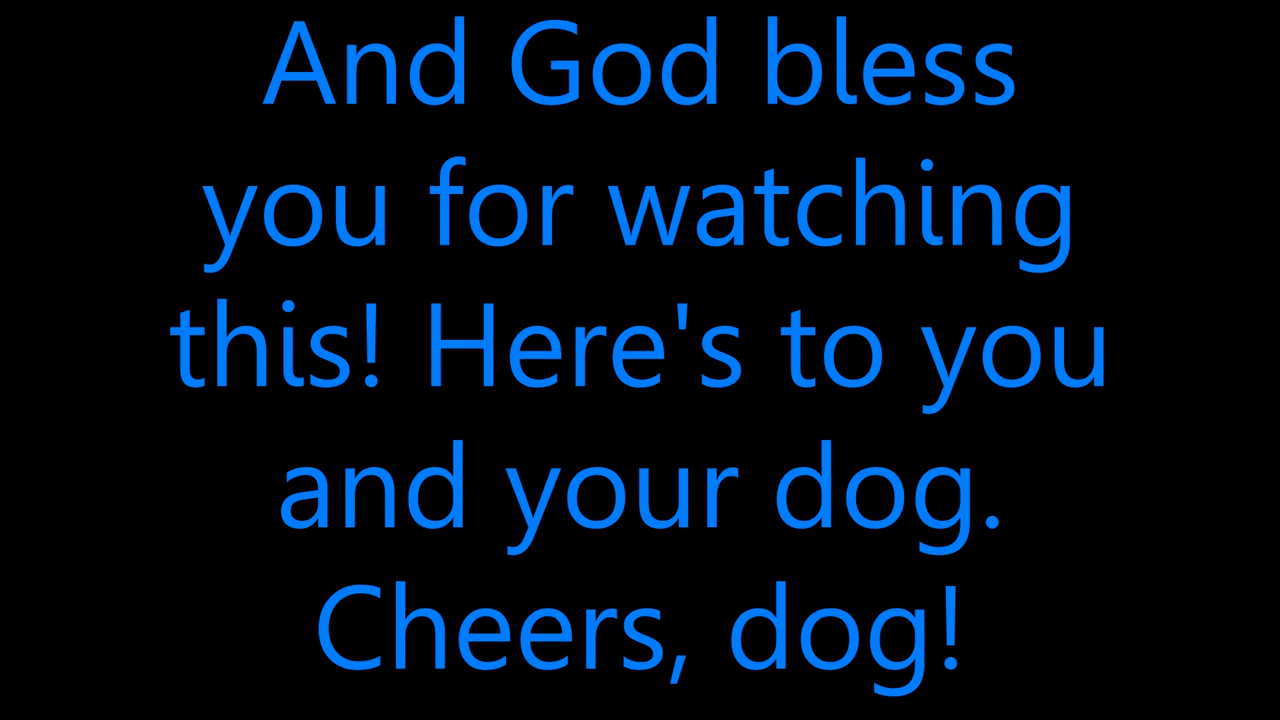 And God bless
you for watching
this! Here's to you
and your dog.
Cheers, dog!